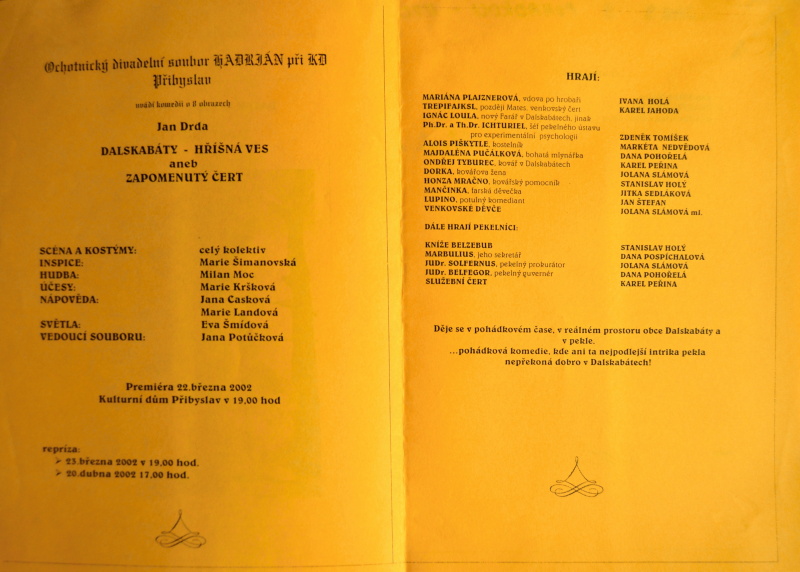 Ochotnický divadelní soubor HADRIÁN při KD
Přibyslav
uvádí komedii o 8 obrazech
Jan Drda
DALSKABÁTY - HŘÍŠNÁ VES
aneb
ZAPOMENUTÝ ČERT
SCÉNA A KOSTÝMY: celý kolektiv
INSPICE: Marie Šimanovská
HUDBA: Milan Moc
ÚČESY: Marie Kršková
NÁPOVĚDA: Jana Casková
Marie Landová
SVĚTLA: Eva Šmídová
VEDOUCÍ SOUBORU: Jana Potůčková
Premiéra 22.března 2002
Kulturní dům Přibyslav v 19,00 hod
repríza:
➢ 23.března 2002 v 19.00 hod.
➢ 20.dubna 2002 17.00 hod.
HRAJÍ:
MARIÁNA PLAJZNEROVÁ, vdova po hrobaři IVANA HOLÁ
TREPIFAJKSL, později Mates, venkovský čert KAREL JAHODA
IGNÁC LOULA, nový Farář v Dalskabátech, jinak
Ph.Dr. a Th.Dr. ICHTURIEL, šéf pekelného ústavu
pro experimentální psychologii ZDENĚK TOMÍŠEK
ALOIS PIŠKYTLE, kostelník MARKÉTA NEDVĚDOVÁ
MAJDALÉNA PUČÁLKOVÁ, bohatá mlynářka DANA POHOŘELÁ
ONDŘEJ TYBUREC, kovář v Dalskabátech KAREL PEŘINA
DORKA, kovářova žena JOLANA SLÁMOVÁ
HONZA MRAČNO, kovářský pomocník STANISLAV HOLÝ
MANČINKA, farská děvečka JITKA SEDLÁKOVÁ
LUPINO, potulný komediant JAN ŠTEFAN
VENKOVSKÉ DĚVČE JOLANA SLÁMOVÁ ml.
DÁLE HRAJÍ PEKELNÍCI:
KNÍŽE BELZEBUB STANISLAV HOLÝ
MARBULIUS, jeho sekretář DANA POSPÍCHALOVÁ
JUDr. SOLFERNUS, pekelný prokurátor JOLANA SLÁMOVÁ
JUDr. BELFEGOR, pekelný guvernér DANA POHOŘELÁ
SLUŽEBNÍ ČERT KAREL PEŘINA
Děje se v pohádkovém čase, v reálném prostoru obce Dalskabáty a
v pekle.
...pohádková komedie, kde ani ta nejpodlejší intrika pekla
nepřekoná dobro v Dalskabátech!